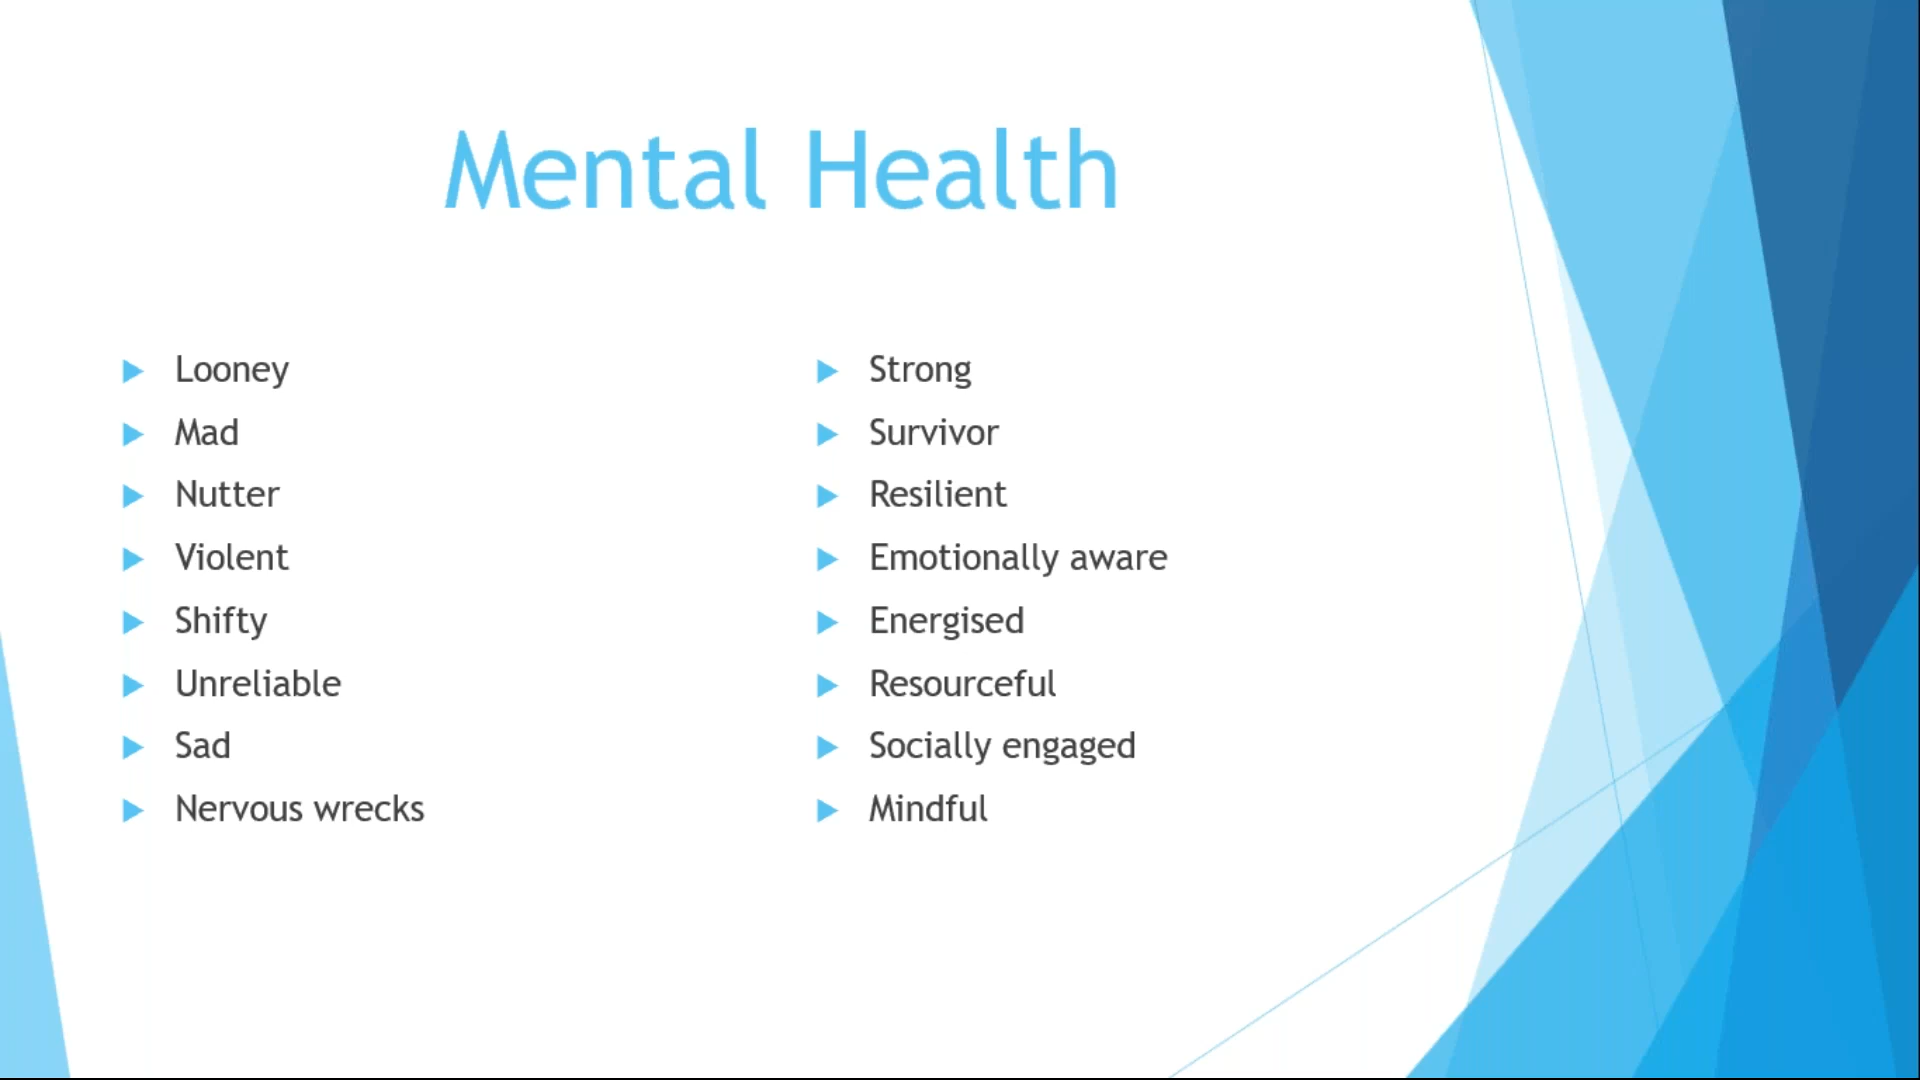 Mental Health
Looney
Mad
Nutter
Violent
Shifty
Unreliable
Sad
Nervous wrecks
Strong
Survivor
Resilient
Emotionally aware
Energised
Resourceful
Socially engaged
Mindful